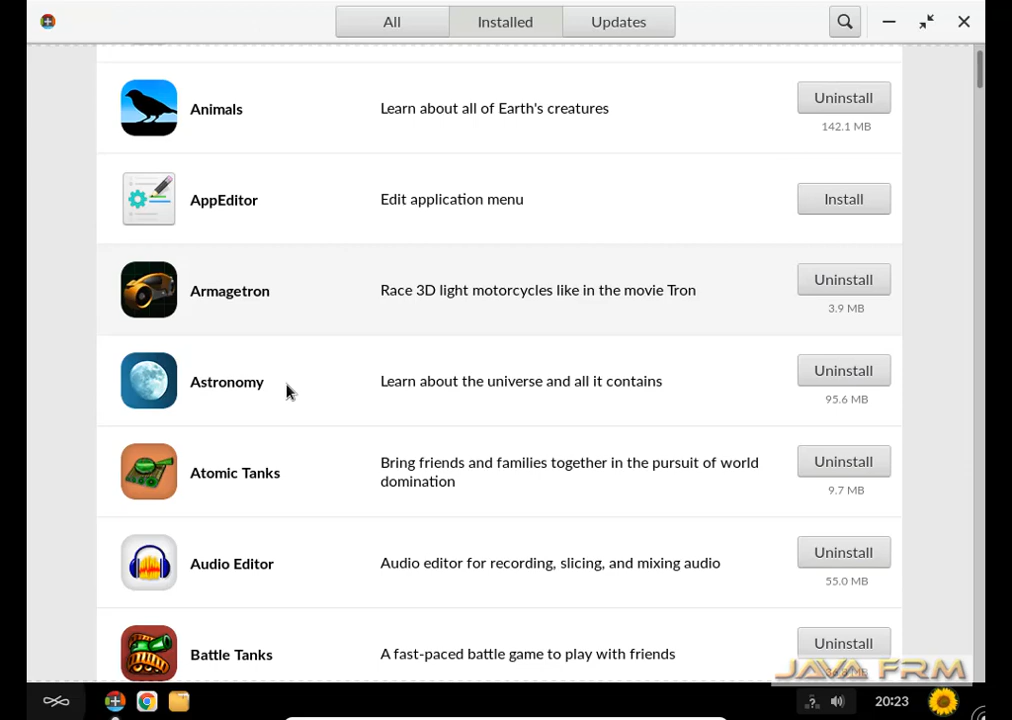 All
Installed
Updates
Animals
Learn about all of Earth's creatures
Uninstall
142.1 MB
AppEditor
Edit application menu
Install
Armagetron
Race 3D light motorcycles like in the movie Tron
Uninstall
3.9 MB
Astronomy
Learn about the universe and all it contains
Uninstall
95.6 MB
Atomic Tanks
Bring friends and families together in the pursuit of world
domination
Uninstall
9.7 MB
Audio Editor
Audio editor for recording, slicing, and mixing audio
Uninstall
55.0 MB
Battle Tanks
A fast-paced battle game to play with friends
Uninstall
JAVA FRM
20:23